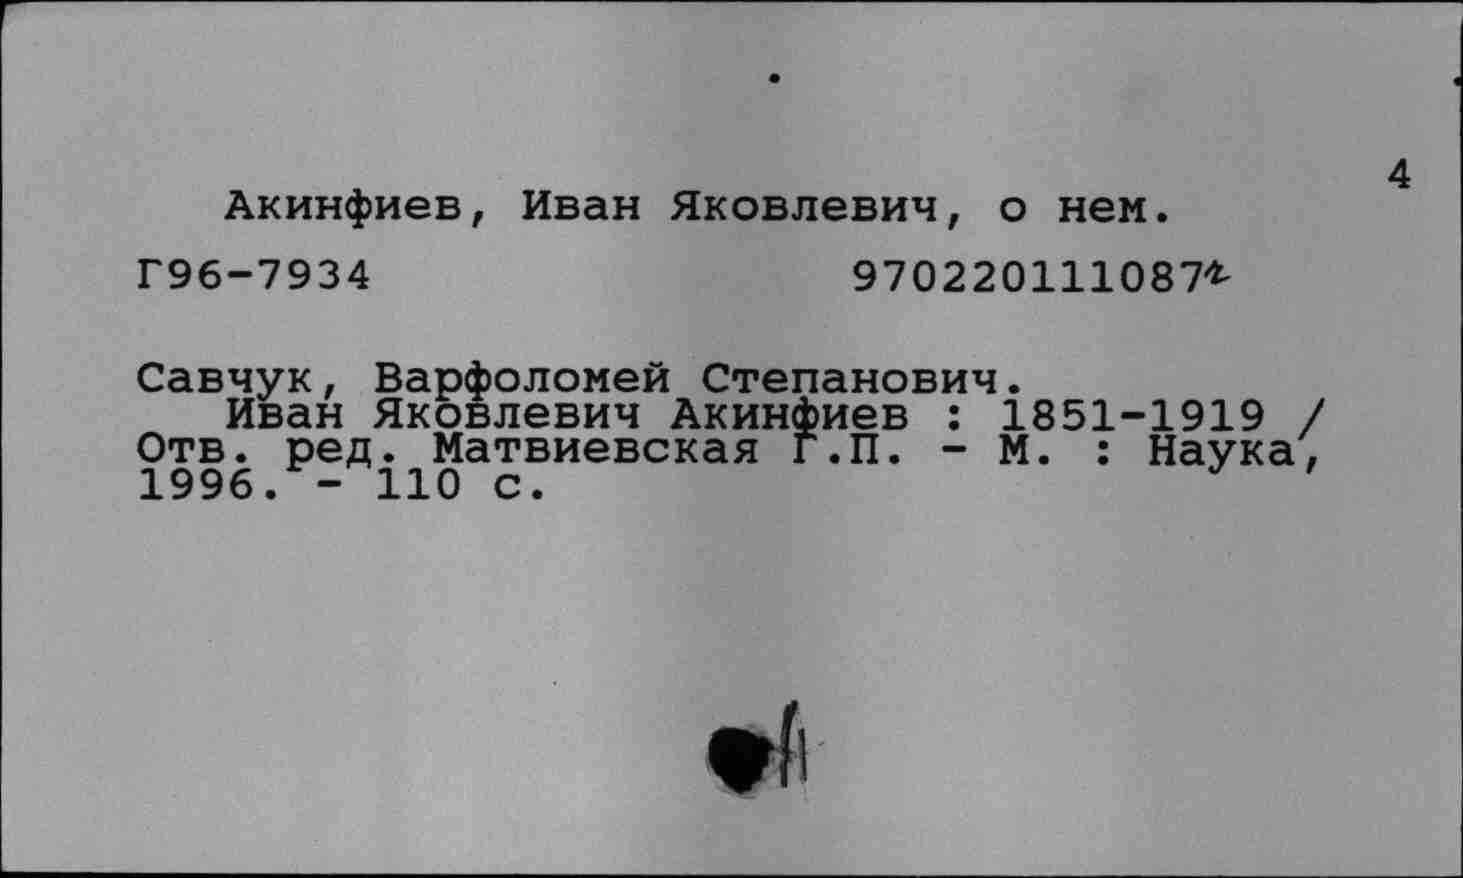 4
Акинфиев, Иван Яковлевич, о нем.
Г96-7934 970220111087
Савчук, Варфоломей Степанович.
Иван Яковлевич Акинфиев : 1851-1919 /
Отв. ред. Матвиевская Г.П. - М. : Наука,
1996. - 110 с.